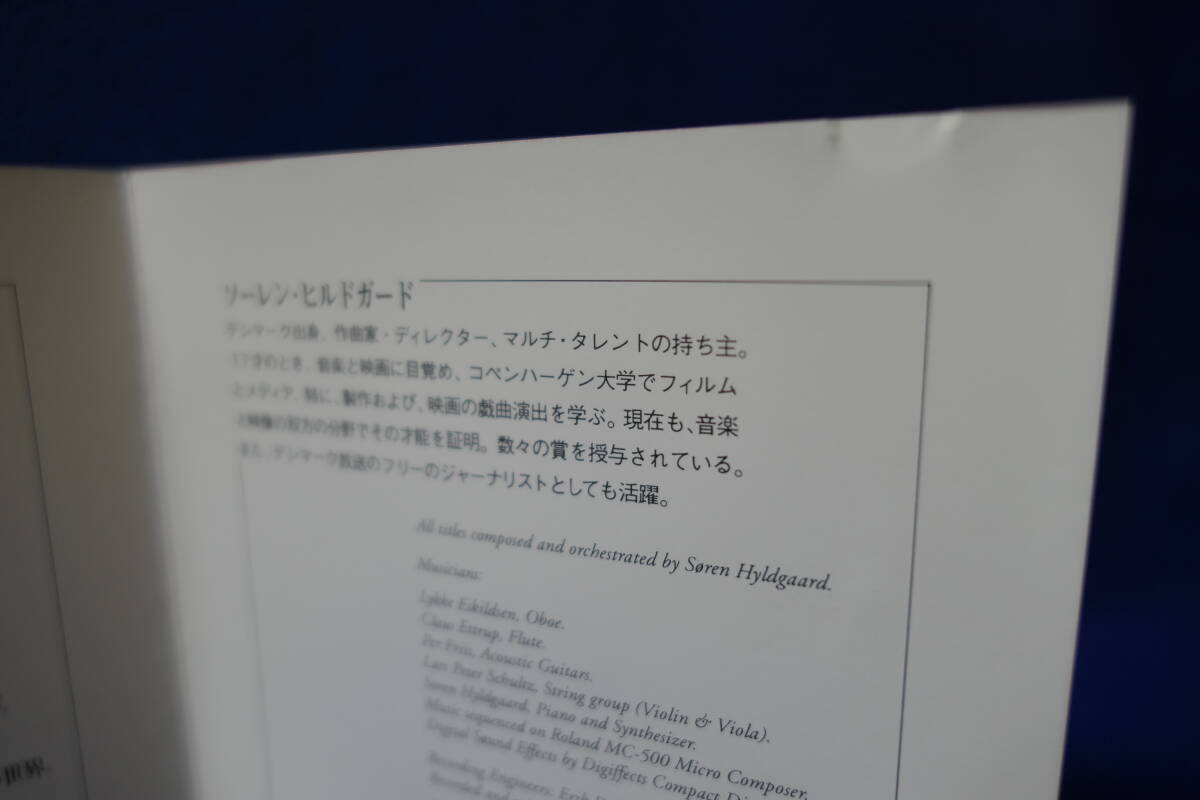 ソーレン・ヒルドガード
デンマーク出身。作曲家・ディレクター、マルチ・タレントの持ち主。
17才のとき、音楽と映画に目覚め、コペンハーゲン大学でフィルム
とメディア、特に、製作および、映画の戯曲演出を学ぶ。現在も、音楽
と映像の双方の分野でその才能を証明。数々の賞を授与されている。
また、デンマーク放送のフリーのジャーナリストとしても活躍。
All titles composed and orchestrated by Søren Hyldgaard.
Musicians:
Lykke Eskildsen, Oboe.
Claus Ettrup, Flute.
Per Friis, Acoustic Guitars.
Lars Peter Schultz, String group (Violin & Viola).
Søren Hyldgaard, Piano and Synthesizer.
Music sequenced on Roland MC-500 Micro Composer.
Digital Sound Effects by Digiffects Compact
Recording Engineers: Erik
Recorded and
世界.